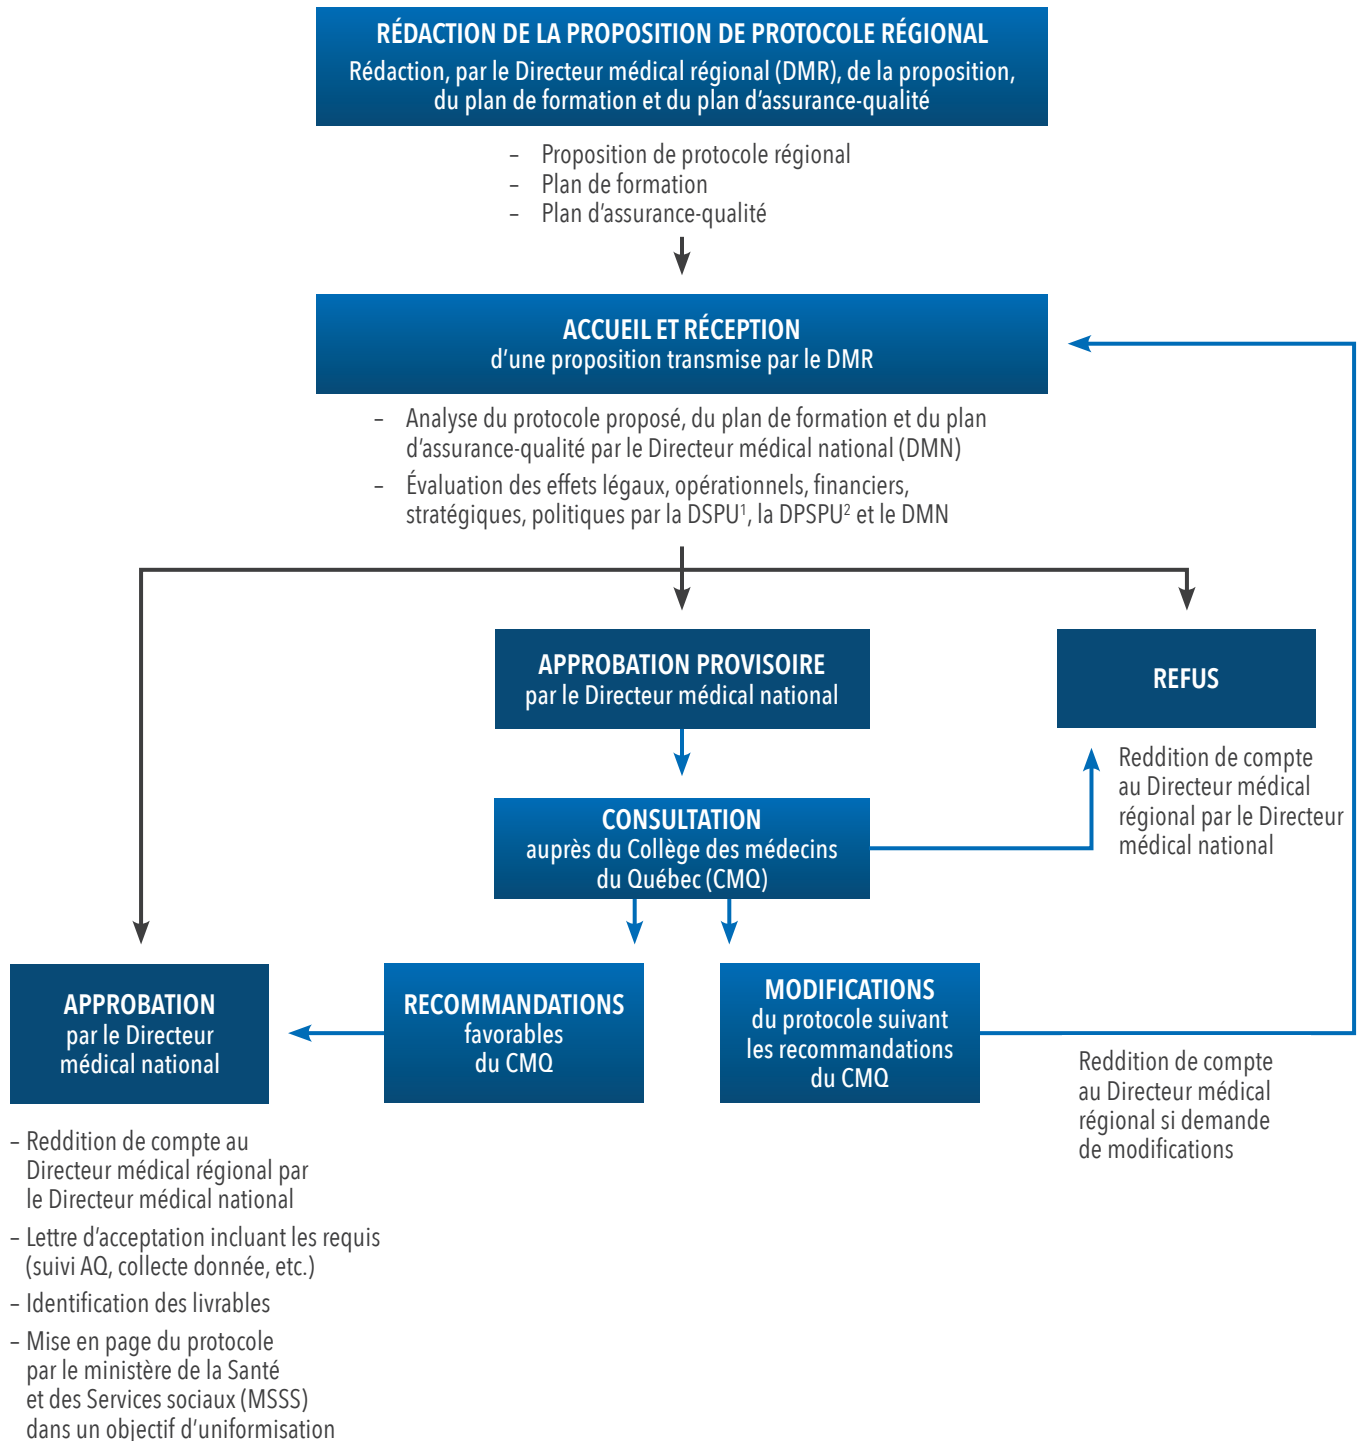 RÉDACTION DE LA PROPOSITION DE PROTOCOLE RÉGIONAL
Rédaction, par le Directeur médical régional (DMR), de la proposition,
du plan de formation et du plan d'assurance-qualité
– Proposition de protocole régional
– Plan de formation
– Plan d'assurance-qualité
ACCUEIL ET RÉCEPTION
d'une proposition transmise par le DMR
– Analyse du protocole proposé, du plan de formation et du plan
d'assurance-qualité par le Directeur médical national (DMN)
– Évaluation des effets légaux, opérationnels, financiers,
stratégiques, politiques par la DSPU¹, la DPSPU² et le DMN
APPROBATION PROVISOIRE
par le Directeur médical national
REFUS
Reddition de compte
au Directeur médical
régional par le Directeur
médical national
CONSULTATION
auprès du Collège des médecins
du Québec (CMQ)
APPROBATION
par le Directeur
médical national
RECOMMANDATIONS
favorables
du CMQ
MODIFICATIONS
du protocole suivant
les recommandations
du CMQ
Reddition de compte
au Directeur médical
régional si demande
de modifications
– Reddition de compte au
Directeur médical régional par
le Directeur médical national
– Lettre d'acceptation incluant les requis
(suivi AQ, collecte donnée, etc.)
– Identification des livrables
– Mise en page du protocole
par le ministère de la Santé
et des Services sociaux (MSSS)
dans un objectif d'uniformisation